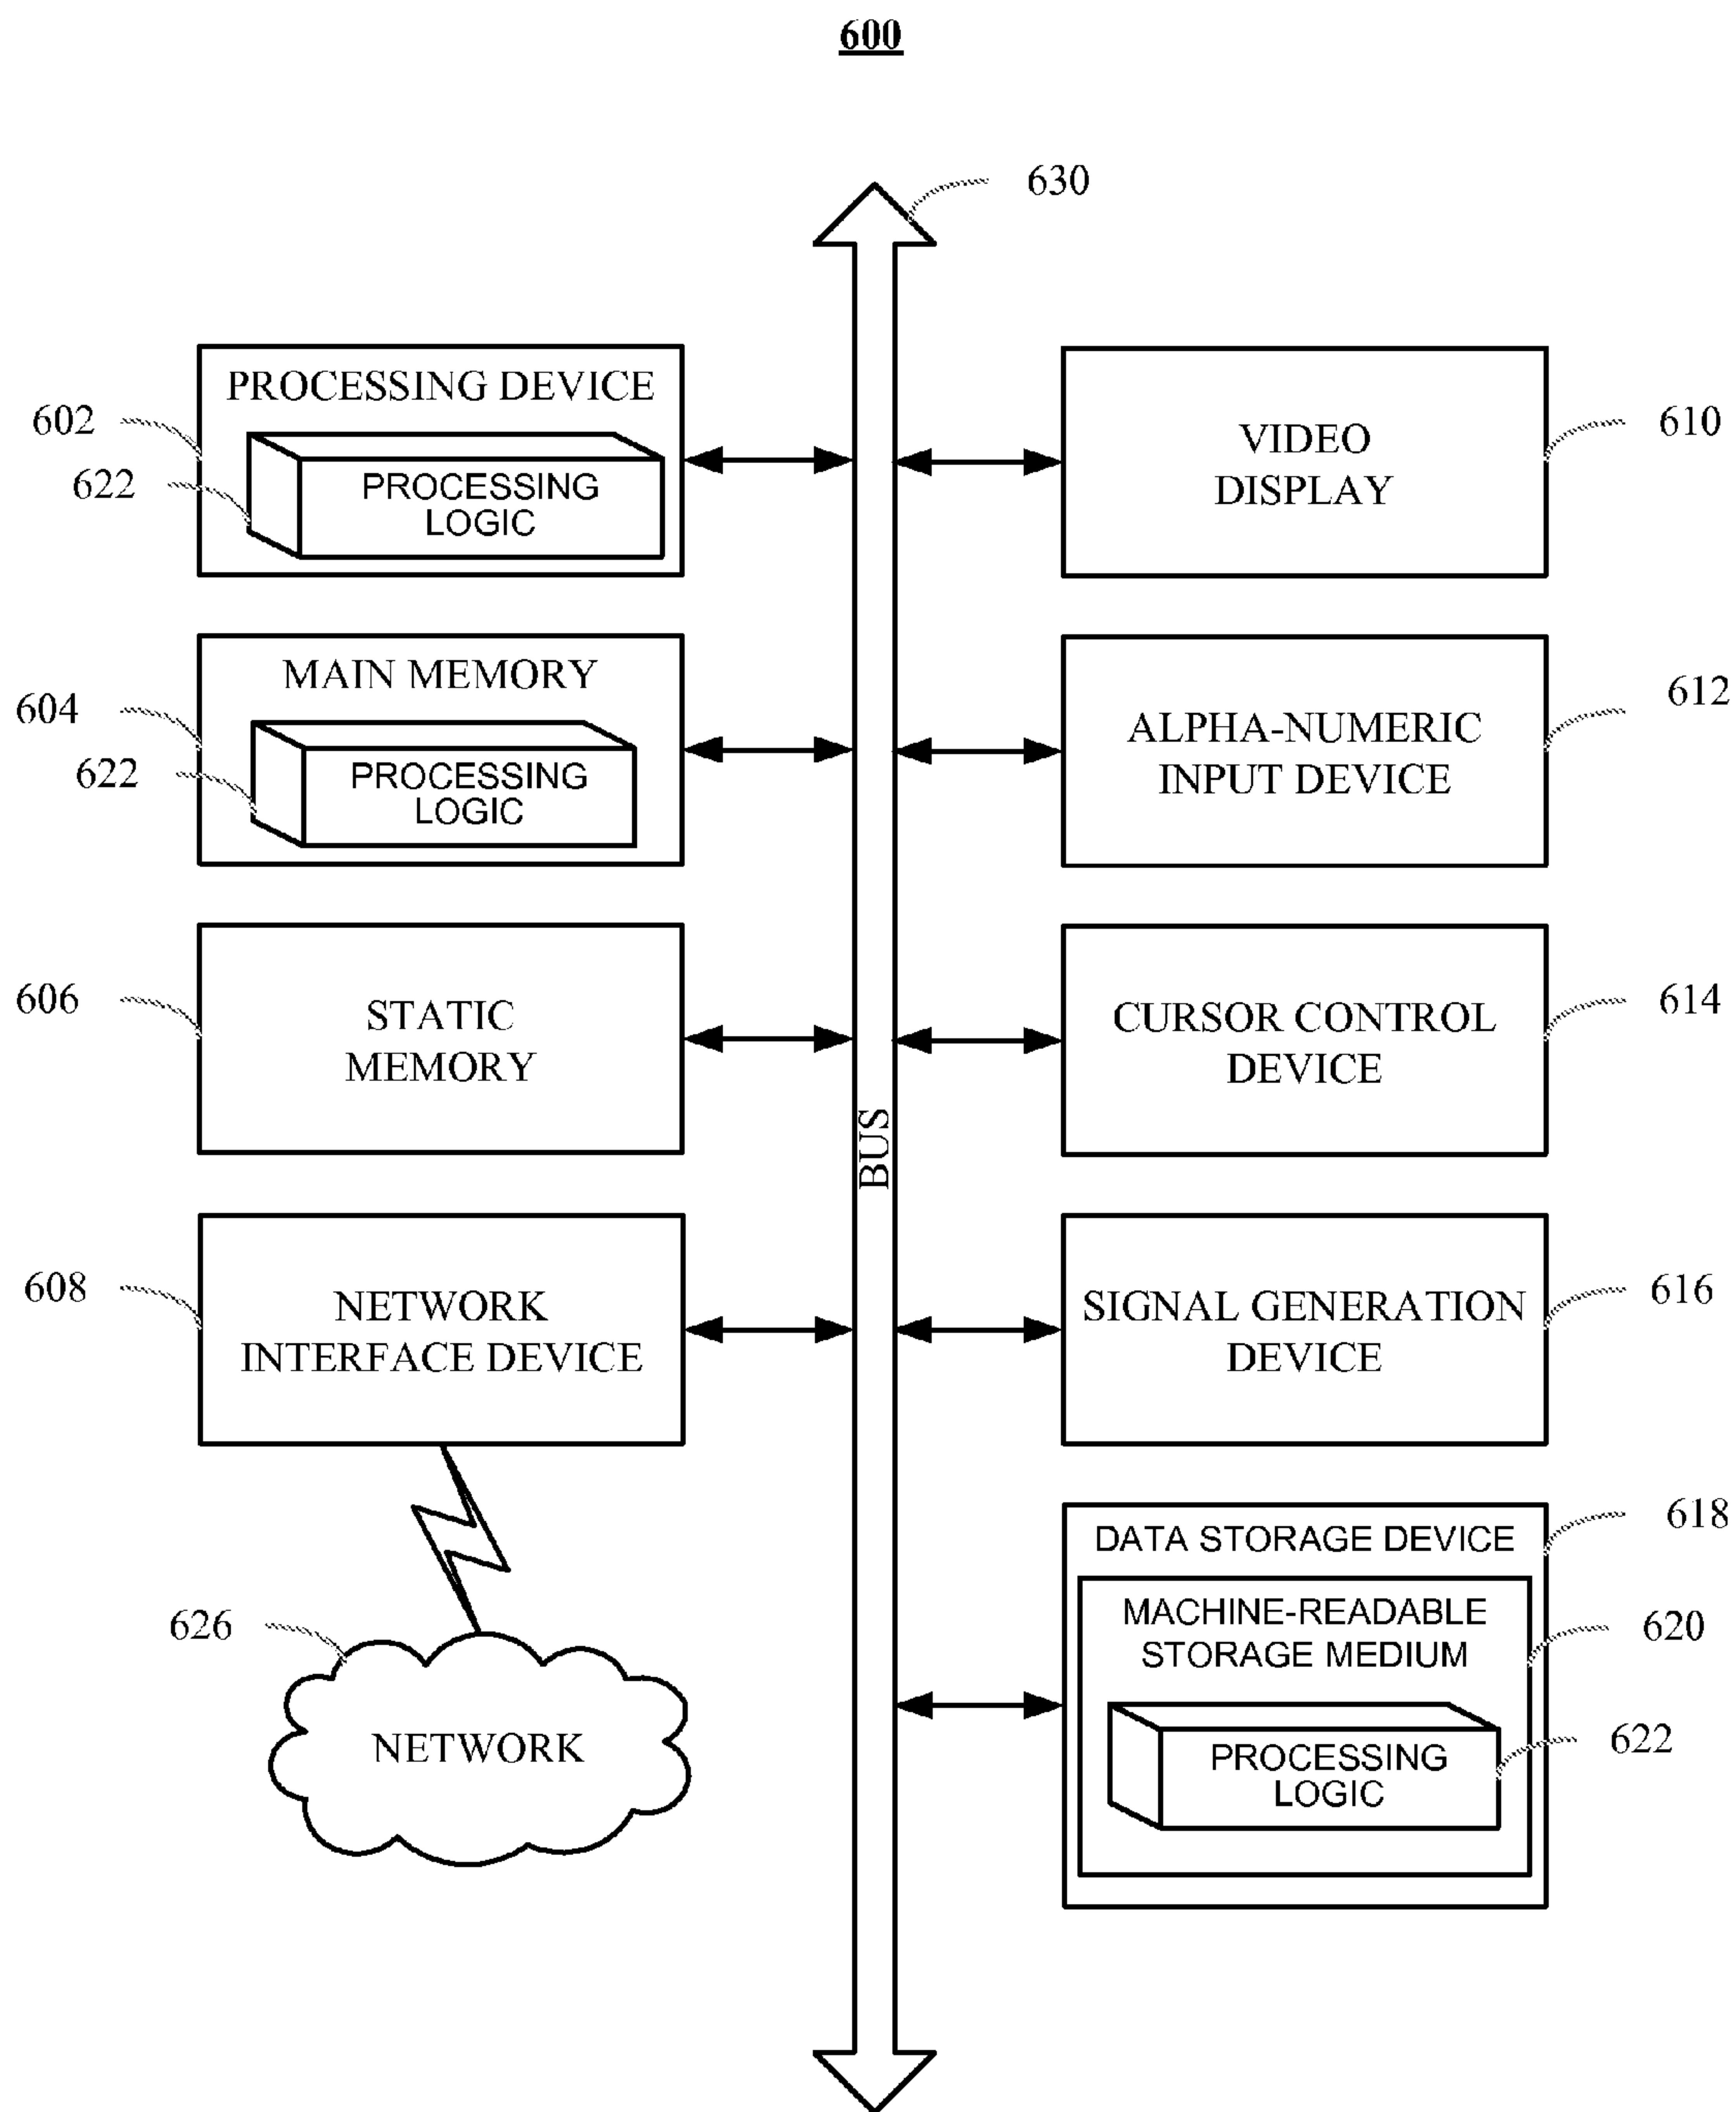 600
630
PROCESSING DEVICE
602
622
PROCESSING
LOGIC
MAIN MEMORY
604
622
PROCESSING
LOGIC
606
STATIC
MEMORY
608
NETWORK
INTERFACE DEVICE
626
NETWORK
BUS
VIDEO
DISPLAY
610
ALPHA-NUMERIC
INPUT DEVICE
612
CURSOR CONTROL
DEVICE
614
SIGNAL GENERATION
DEVICE
616
618
DATA STORAGE DEVICE
MACHINE-READABLE
STORAGE MEDIUM
620
PROCESSING
LOGIC
622